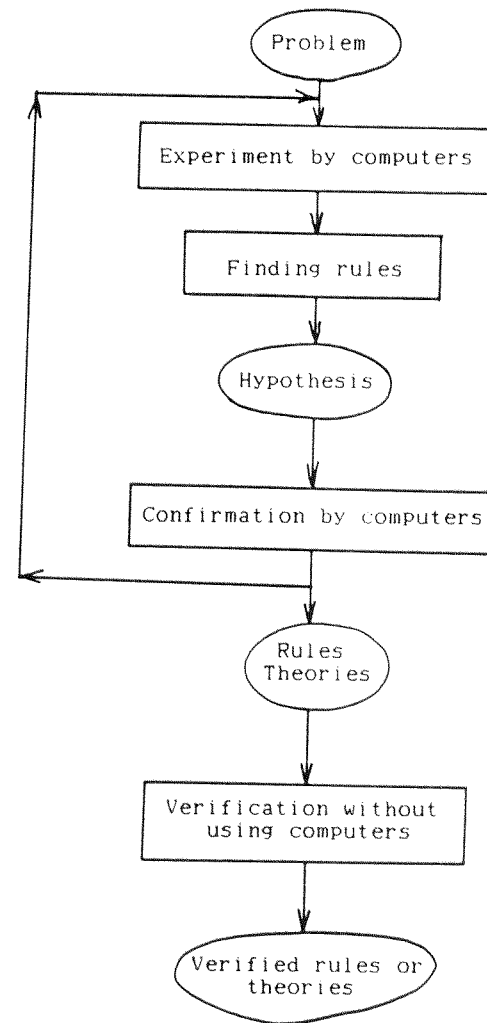 Problem
Experiment by computers
Finding rules
Hypothesis
Confirmation by computers
Rules
Theories
Verification without
using computers
Verified rules or
theories